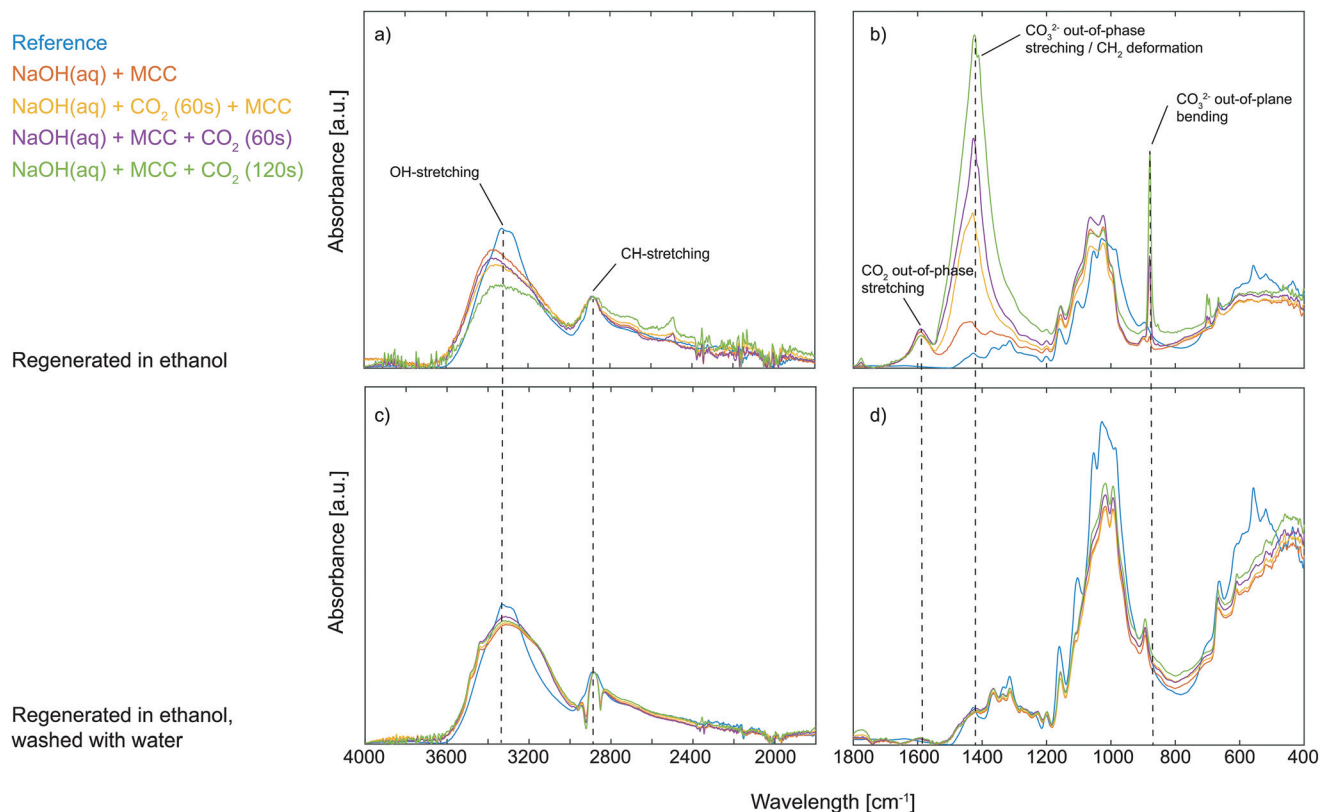 Reference
NaOH(aq) + MCC
NaOH(aq) + CO₂ (60s) + MCC
NaOH(aq) + MCC + CO₂ (60s)
NaOH(aq) + MCC + CO₂ (120s)
Regenerated in ethanol
Absorbance [a.u.]
a)
OH-stretching
CH-stretching
b)
CO₃²⁻ out-of-phase
streching / CH₂ deformation
CO₃²⁻ out-of-plane
bending
CO₂ out-of-phase
stretching
Regenerated in ethanol,
washed with water
Absorbance [a.u.]
c)
4000 3600 3200 2800 2400 2000
d)
1800 1600 1400 1200 1000 800 600 400
Wavelength [cm⁻¹]